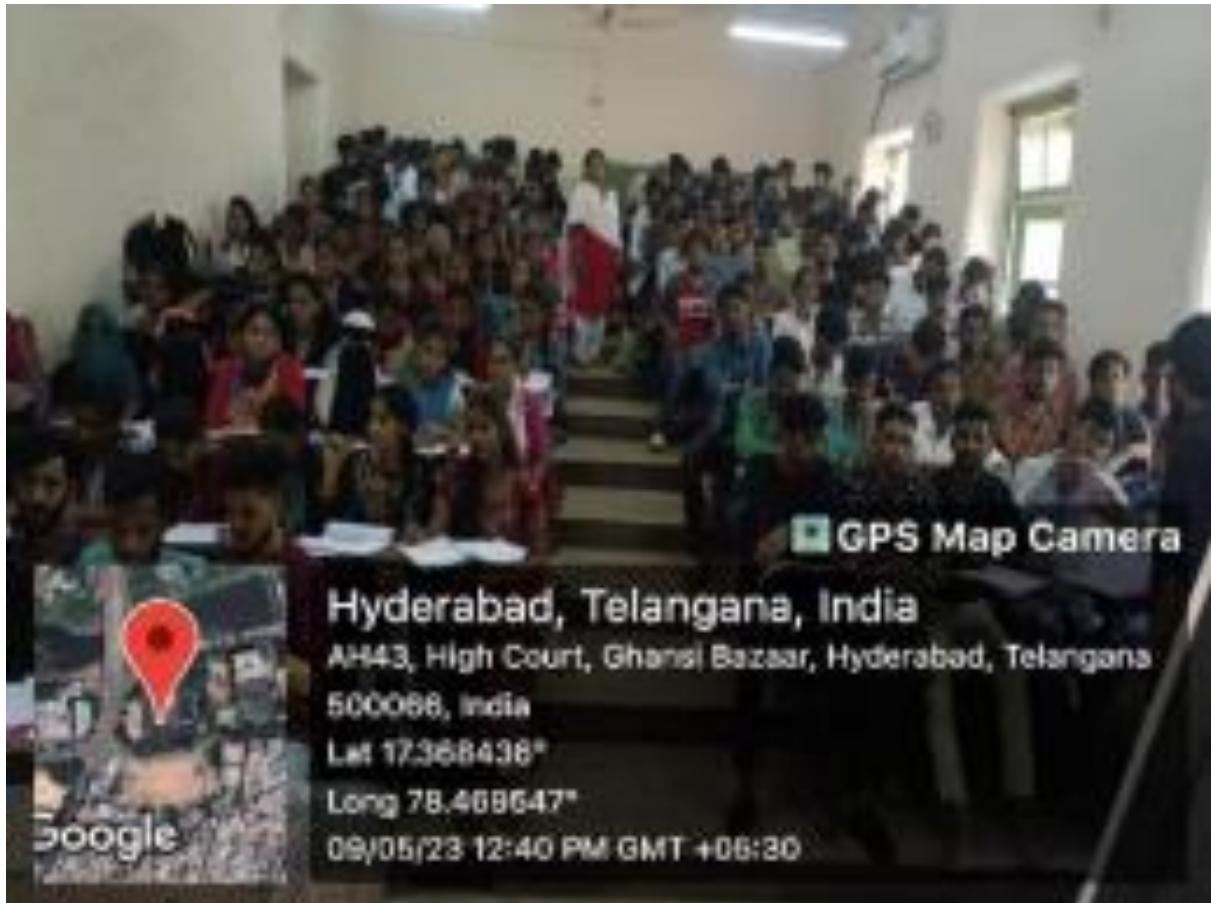 GPS Map Camera
Hyderabad, Telangana, India
AH43, High Court, Ghansi Bazaar, Hyderabad, Telangana
500066, India
Lat 17.368436°
Long 78.469647°
09/05/23 12:40 PM GMT +05:30
Google